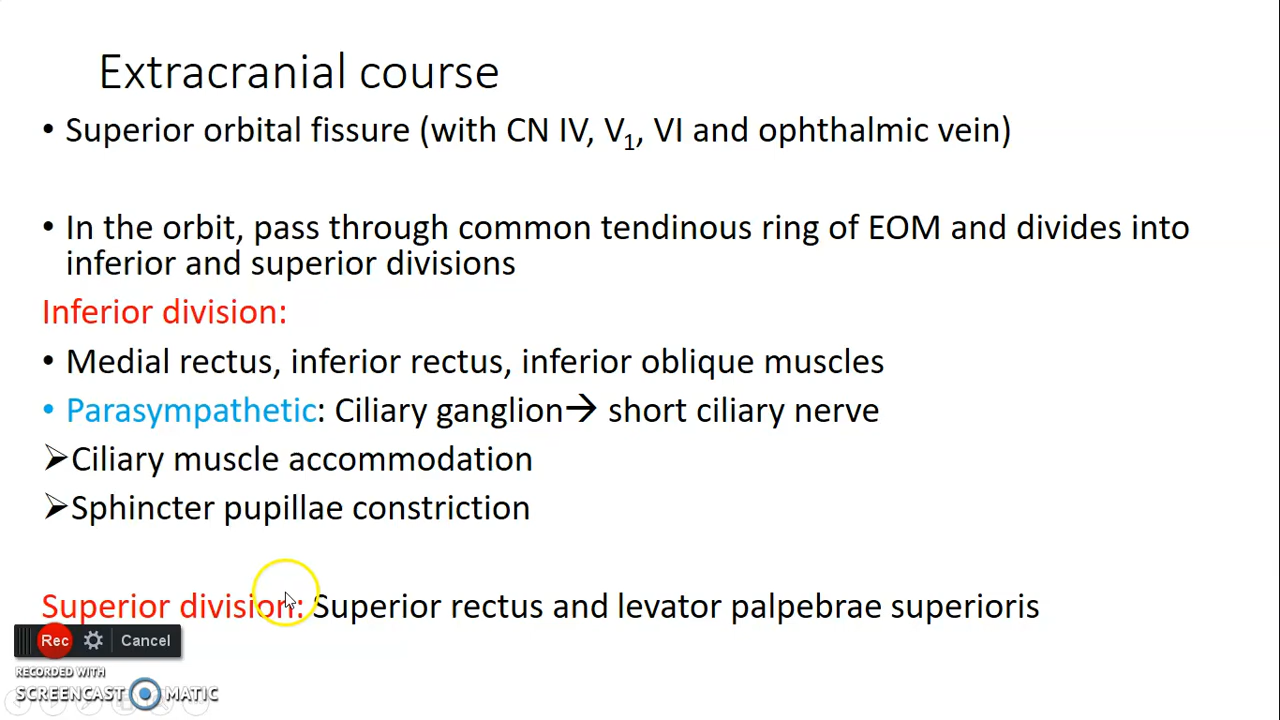 Extracranial course
• Superior orbital fissure (with CN IV, V₁, VI and ophthalmic vein)
• In the orbit, pass through common tendinous ring of EOM and divides into
inferior and superior divisions
Inferior division:
• Medial rectus, inferior rectus, inferior oblique muscles
• Parasympathetic: Ciliary ganglion→ short ciliary nerve
➢Ciliary muscle accommodation
➢Sphincter pupillae constriction
Superior division: Superior rectus and levator palpebrae superioris
Rec Cancel
RECORDED WITH
SCREENCAST MATIC